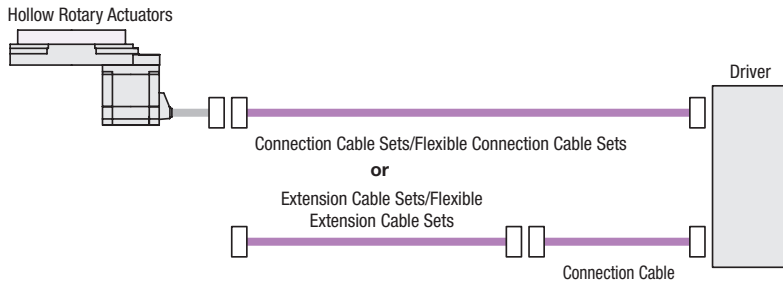 Hollow Rotary Actuators
Driver
Connection Cable Sets/Flexible Connection Cable Sets
or
Extension Cable Sets/Flexible
Extension Cable Sets
Connection Cable